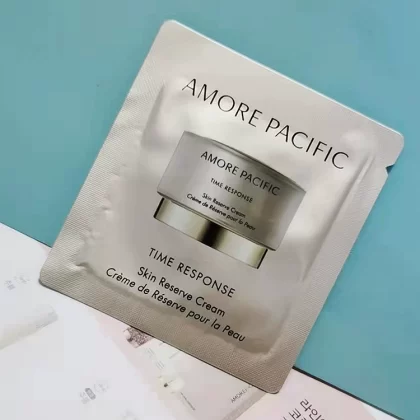 AMORE PACIFIC
AMORE PACIFIC
TIME RESPONSE
Skin Reserve Cream
Crème de Réserve pour la Peau
TIME RESPONSE
Skin Reserve Cream
Crème de Réserve pour la Peau